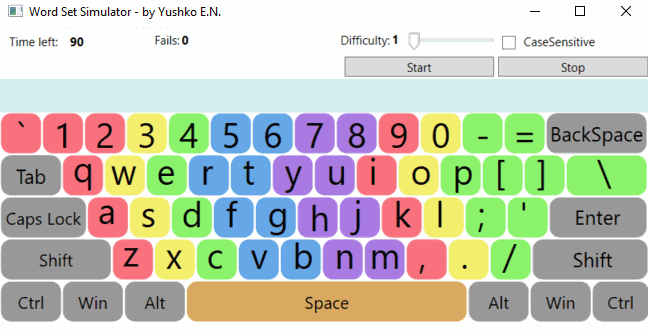 Word Set Simulator - by Yushko E.N.
Time left: 90 Fails: 0 Difficulty: 1 CaseSensitive
Start Stop
` 1 2 3 4 5 6 7 8 9 0 - = BackSpace
Tab q w e r t y u i o p [ ] \
Caps Lock a s d f g h j k l ; ' Enter
Shift z x c v b n m , . / Shift
Ctrl Win Alt Space Alt Win Ctrl